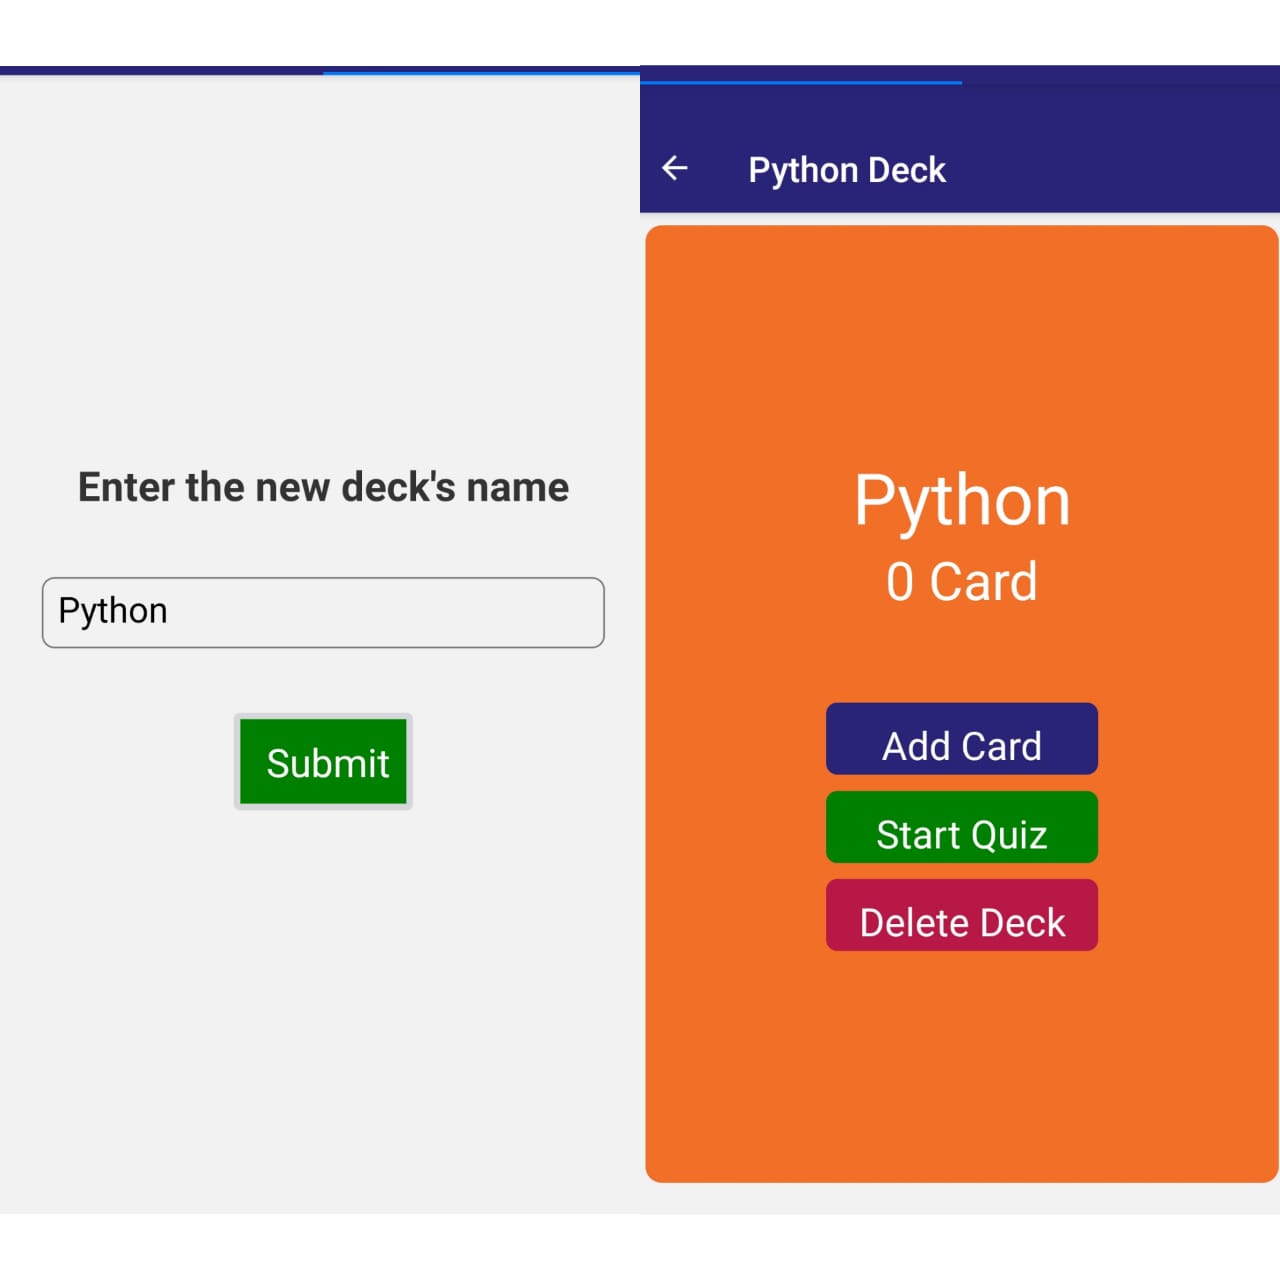 Enter the new deck's name
Python
Submit
Python Deck
Python
0 Card
Add Card
Start Quiz
Delete Deck